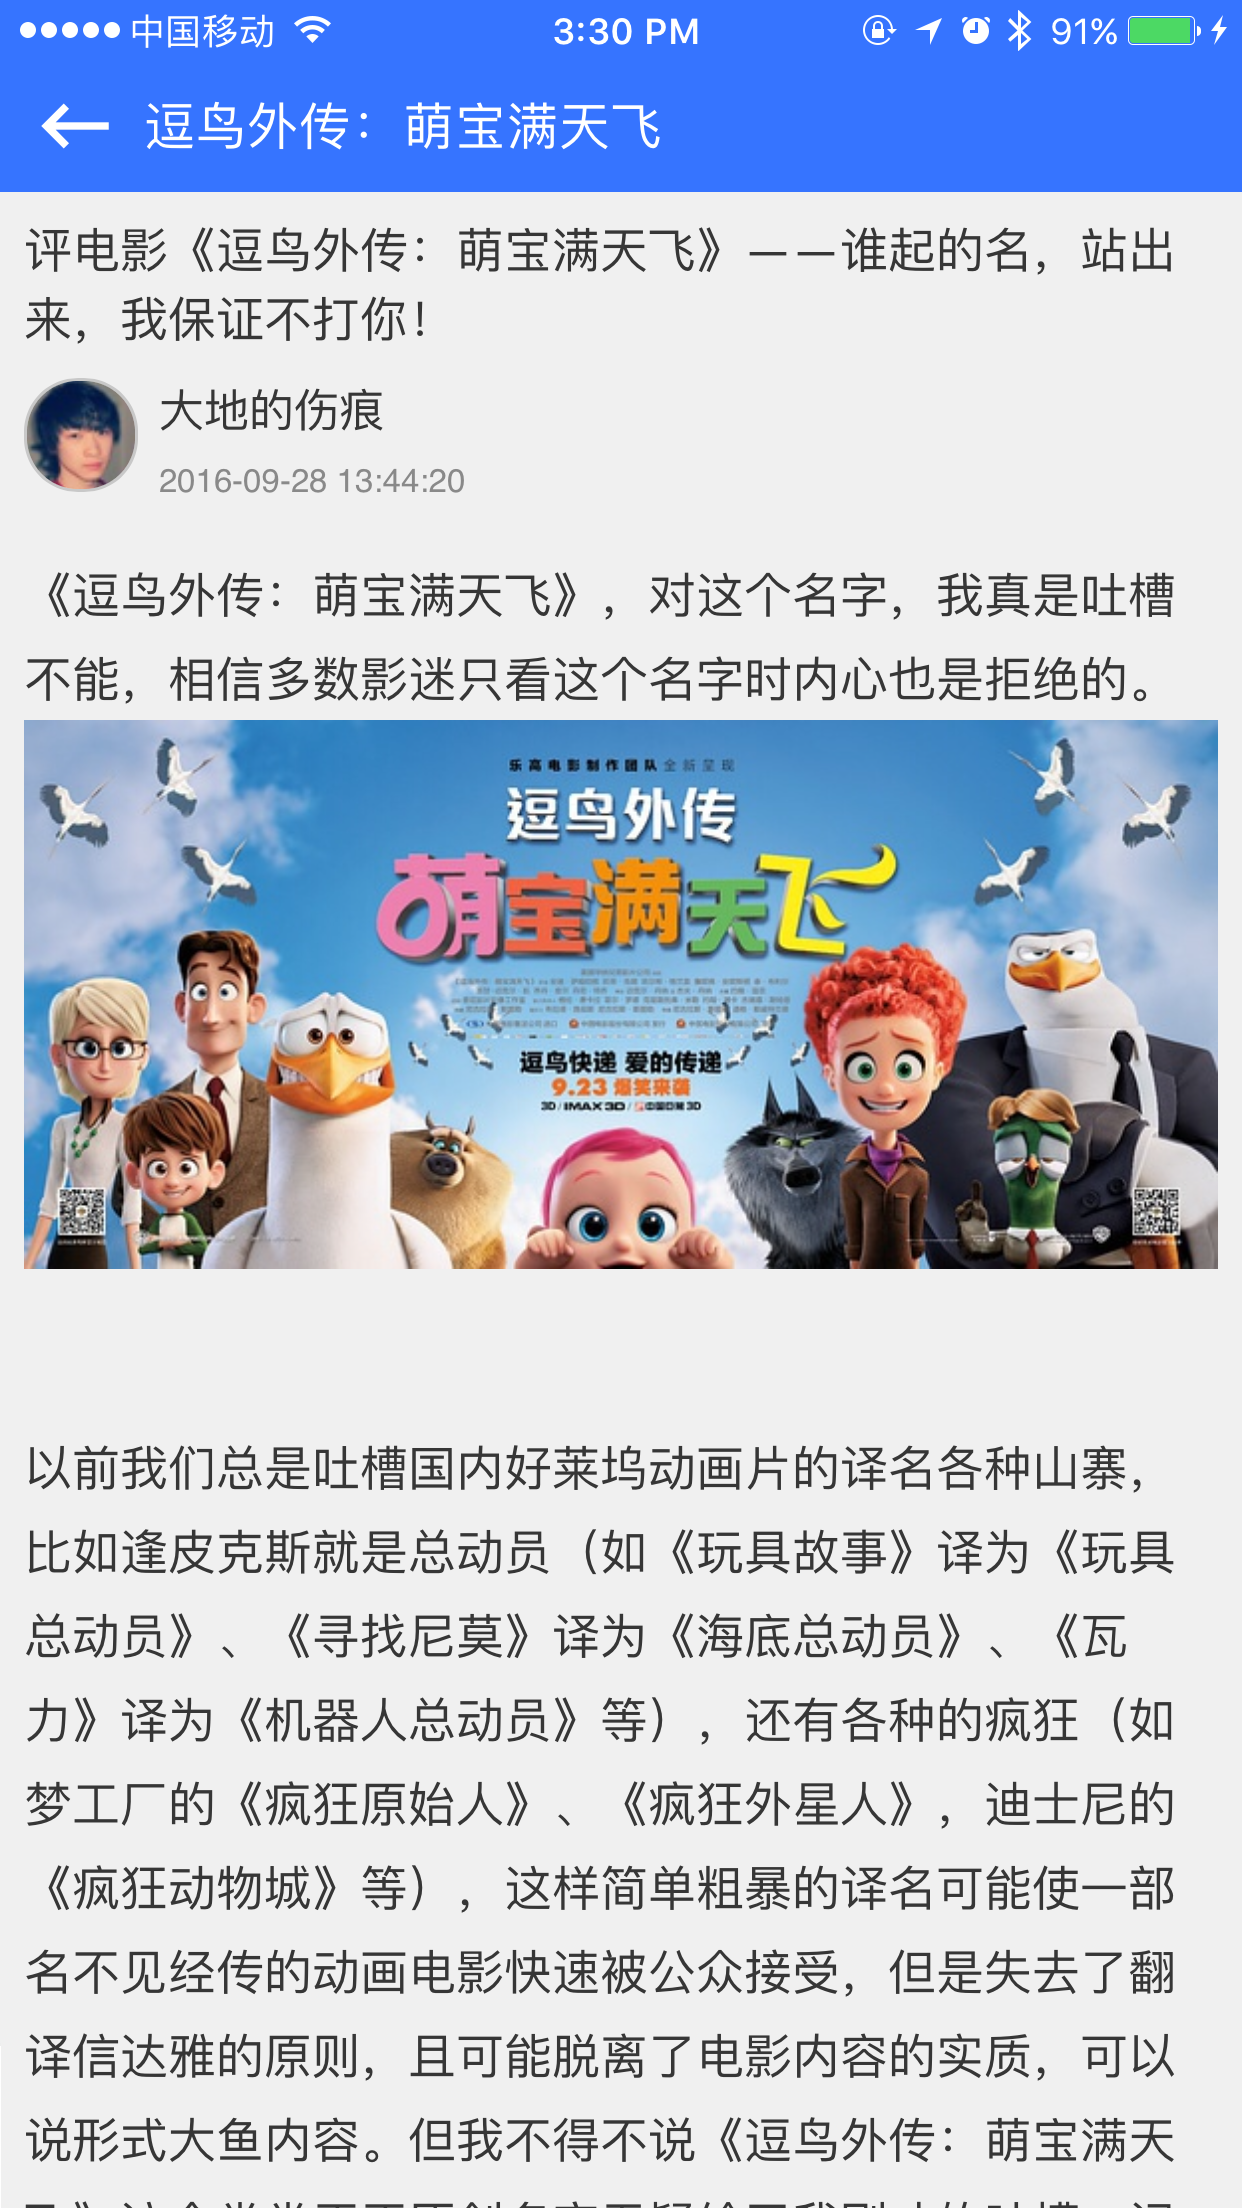 中国移动
3:30 PM
91%
逗鸟外传：萌宝满天飞
评电影《逗鸟外传：萌宝满天飞》——谁起的名，站出
来，我保证不打你！
大地的伤痕
2016-09-28 13:44:20
《逗鸟外传：萌宝满天飞》，对这个名字，我真是吐槽
不能，相信多数影迷只看这个名字时内心也是拒绝的。
乐高电影制作团队全新呈现
逗鸟外传
萌宝满天飞
逗鸟快递 爱的传递
9.23 爆笑来袭
3D/IMAX 3D/中国巨幕 3D
以前我们总是吐槽国内好莱坞动画片的译名各种山寨，
比如逢皮克斯就是总动员（如《玩具故事》译为《玩具
总动员》、《寻找尼莫》译为《海底总动员》、《瓦
力》译为《机器人总动员》等），还有各种的疯狂（如
梦工厂的《疯狂原始人》、《疯狂外星人》，迪士尼的
《疯狂动物城》等），这样简单粗暴的译名可能使一部
名不见经传的动画电影快速被公众接受，但是失去了翻
译信达雅的原则，且可能脱离了电影内容的实质，可以
说形式大鱼内容。但我不得不说《逗鸟外传：萌宝满天